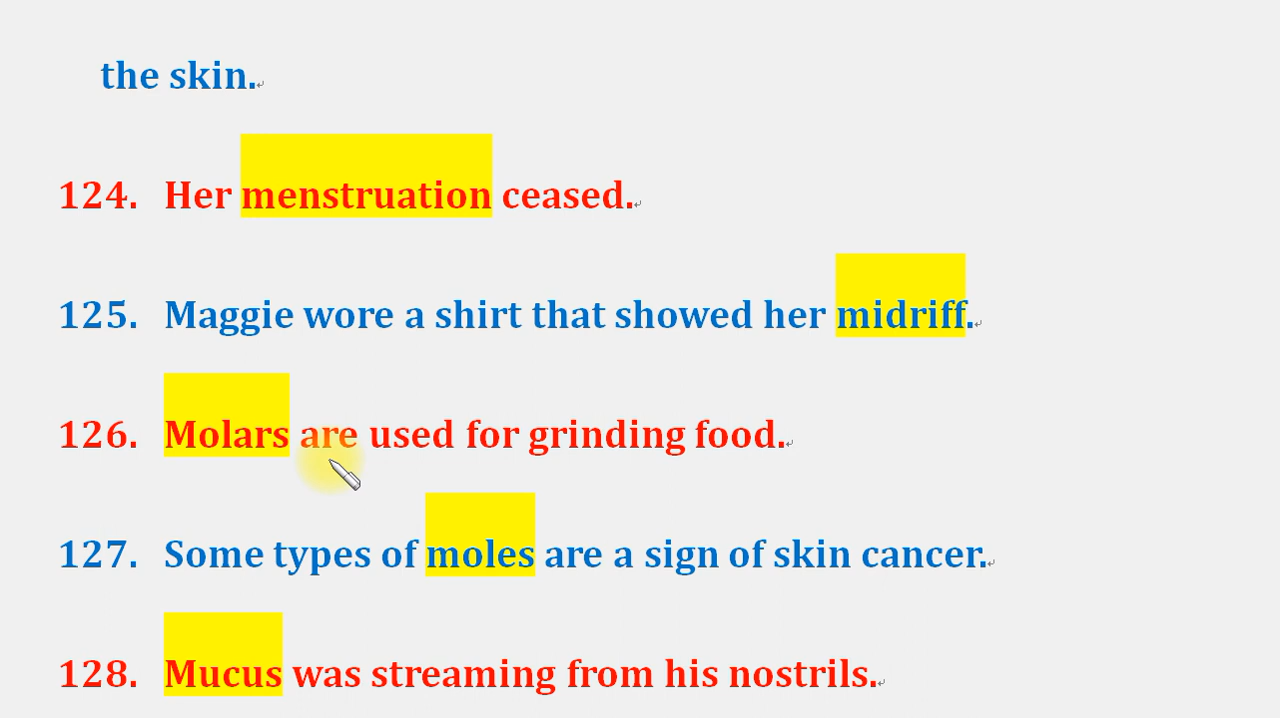 the skin.
124. Her menstruation ceased.
125. Maggie wore a shirt that showed her midriff.
126. Molars are used for grinding food.
127. Some types of moles are a sign of skin cancer.
128. Mucus was streaming from his nostrils.